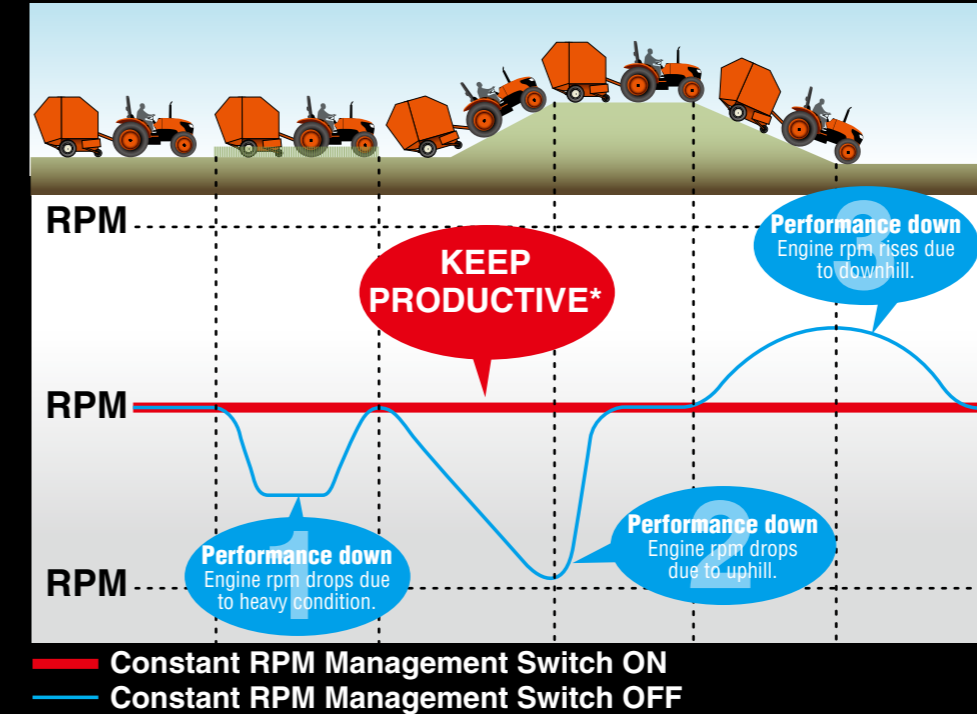 RPM
3
Performance down
Engine rpm rises due
to downhill.
KEEP
PRODUCTIVE*
RPM
1
Performance down
Engine rpm drops due
to heavy condition.
2
Performance down
Engine rpm drops
due to uphill.
RPM
Constant RPM Management Switch ON
Constant RPM Management Switch OFF